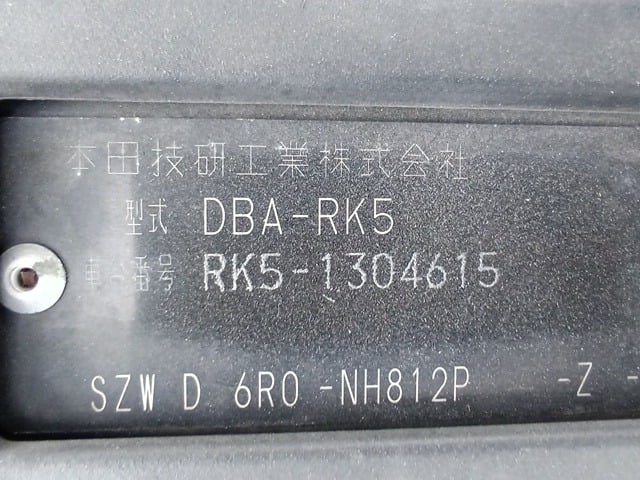 本田技研工業株式会社
型式 DBA-RK5
車台番号 RK5-1304615
SZW D 6R0 -NH812P -Z -